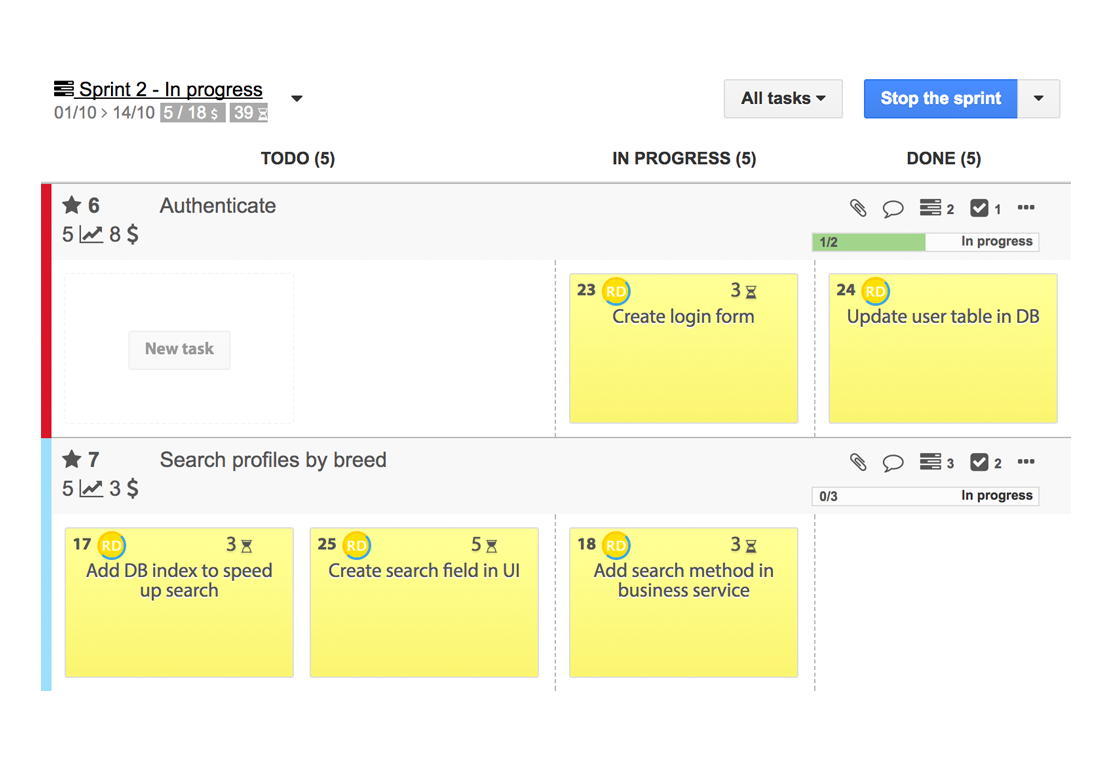 Sprint 2 - In progress
01/10 > 14/10 5 / 18 $ 39
All tasks
Stop the sprint
TODO (5)
IN PROGRESS (5)
DONE (5)
6 Authenticate
2 1 •••
5 8 $
1/2 In progress
New task
23 RD 3
Create login form
24 RD
Update user table in DB
7 Search profiles by breed
3 2 •••
5 3 $
0/3 In progress
17 RD 3
Add DB index to speed
up search
25 RD 5
Create search field in UI
18 RD 3
Add search method in
business service